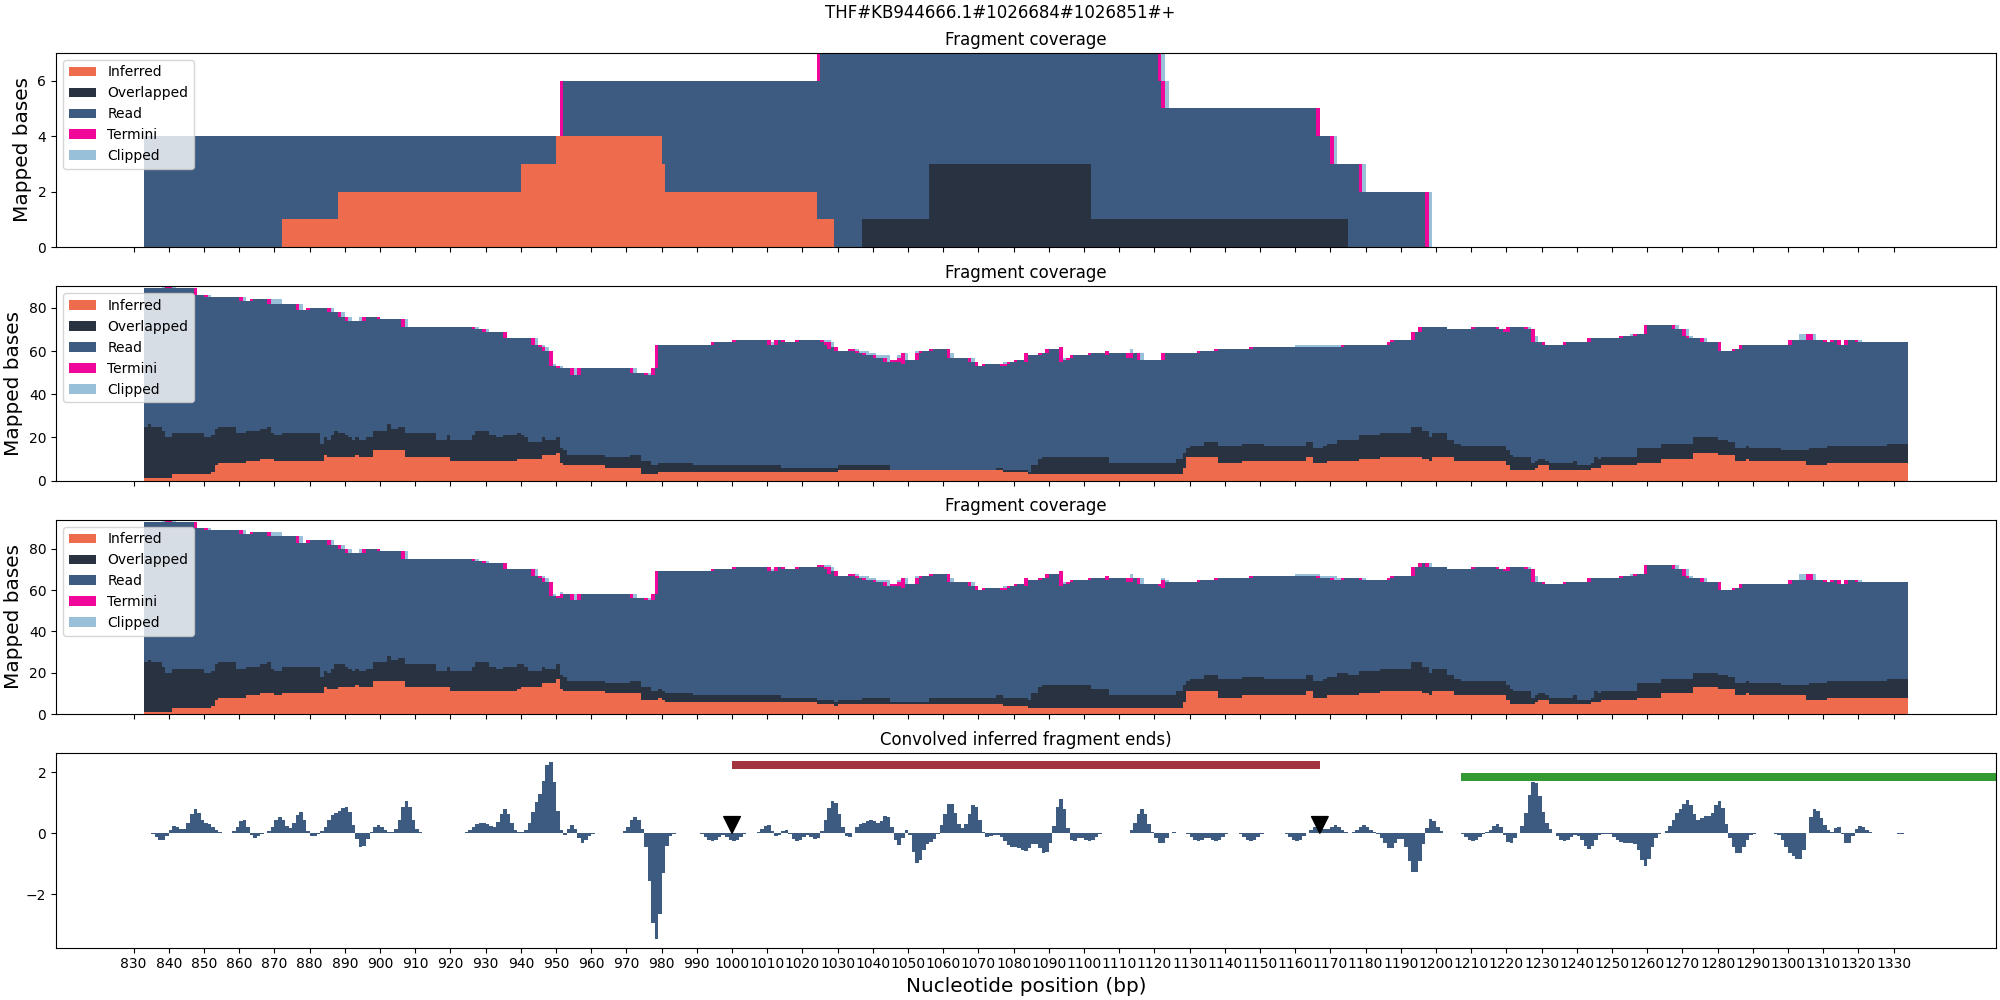 THF#KB944666.1#1026684#1026851#+
Fragment coverage
Mapped bases
6
4
2
0
Inferred
Overlapped
Read
Termini
Clipped
Fragment coverage
Mapped bases
80
60
40
20
0
Inferred
Overlapped
Read
Termini
Clipped
Fragment coverage
Mapped bases
80
60
40
20
0
Inferred
Overlapped
Read
Termini
Clipped
Convolved inferred fragment ends)
2
0
−2
830 840 850 860 870 880 890 900 910 920 930 940 950 960 970 980 990 1000 1010 1020 1030 1040 1050 1060 1070 1080 1090 1100 1110 1120 1130 1140 1150 1160 1170 1180 1190 1200 1210 1220 1230 1240 1250 1260 1270 1280 1290 1300 1310 1320 1330
Nucleotide position (bp)